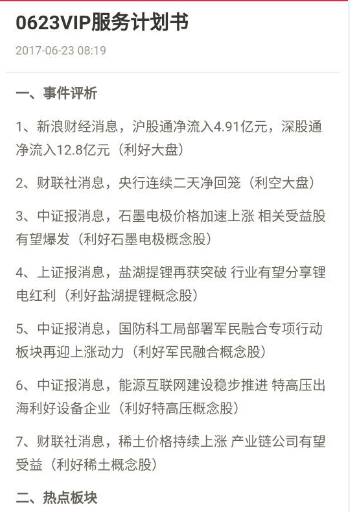 0623VIP服务计划书
2017-06-23 08:19
一、事件评析
1、新浪财经消息，沪股通净流入4.91亿元，深股通
净流入12.8亿元（利好大盘）
2、财联社消息，央行连续二天净回笼（利空大盘）
3、中证报消息，石墨电极价格加速上涨 相关受益股
有望爆发（利好石墨电极概念股）
4、上证报消息，盐湖提锂再获突破 行业有望分享锂
电红利（利好盐湖提锂概念股）
5、中证报消息，国防科工局部署军民融合专项行动
板块再迎上涨动力（利好军民融合概念股）
6、中证报消息，能源互联网建设稳步推进 特高压出
海利好设备企业（利好特高压概念股）
7、财联社消息，稀土价格持续上涨 产业链公司有望
受益（利好稀土概念股）
二、热点板块